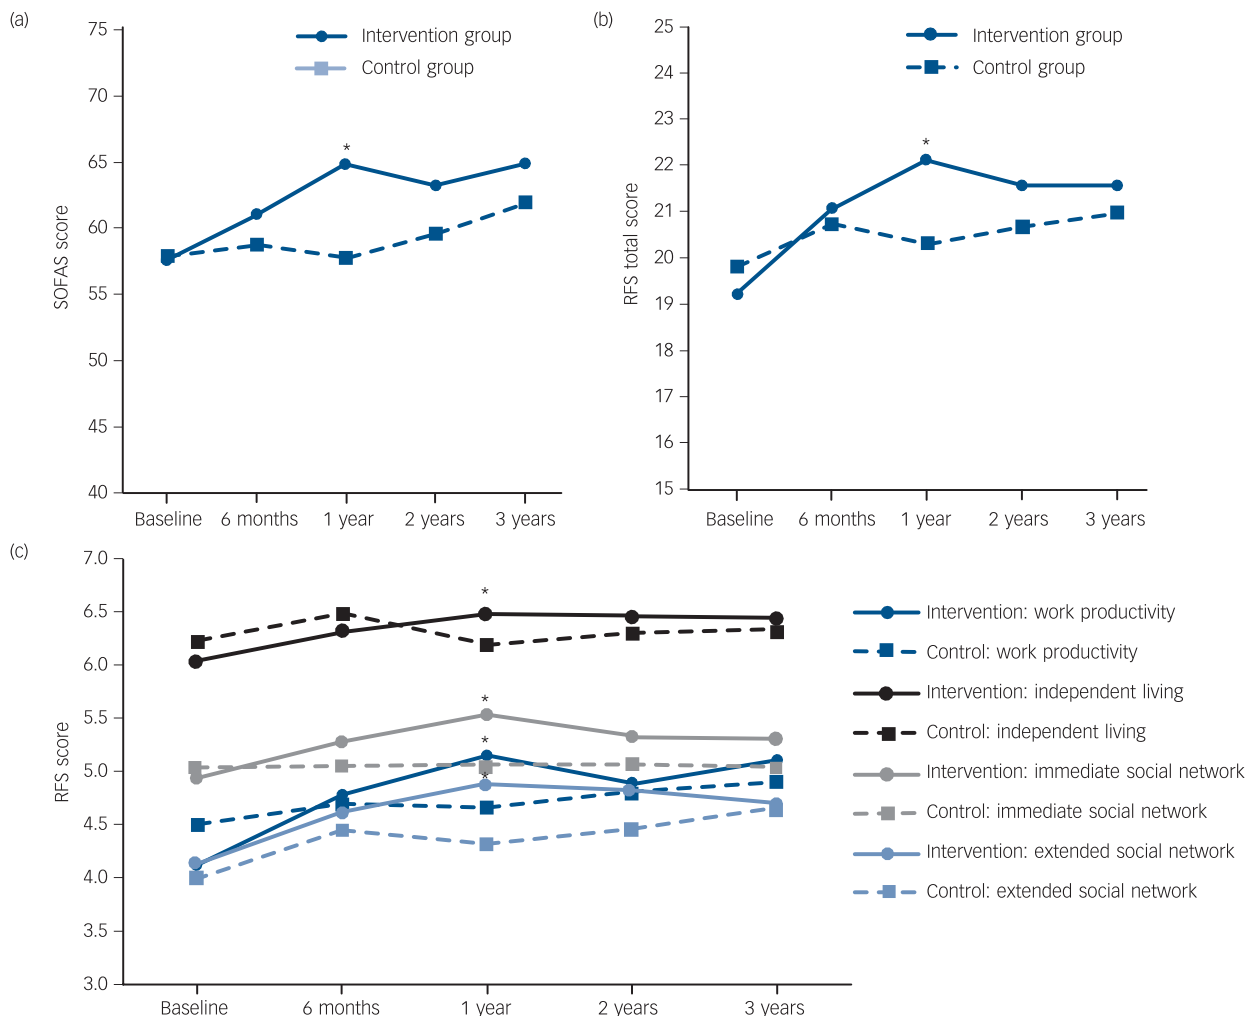 (a)
75
70
65
60
55
50
45
40
SOFAS score
Intervention group
Control group
*
Baseline 6 months 1 year 2 years 3 years
(b)
25
24
23
22
21
20
19
18
17
16
15
RFS total score
Intervention group
Control group
*
Baseline 6 months 1 year 2 years 3 years
(c)
7.0
6.5
6.0
5.5
5.0
4.5
4.0
3.5
3.0
RFS score
*
*
*
*
Baseline 6 months 1 year 2 years 3 years
Intervention: work productivity
Control: work productivity
Intervention: independent living
Control: independent living
Intervention: immediate social network
Control: immediate social network
Intervention: extended social network
Control: extended social network